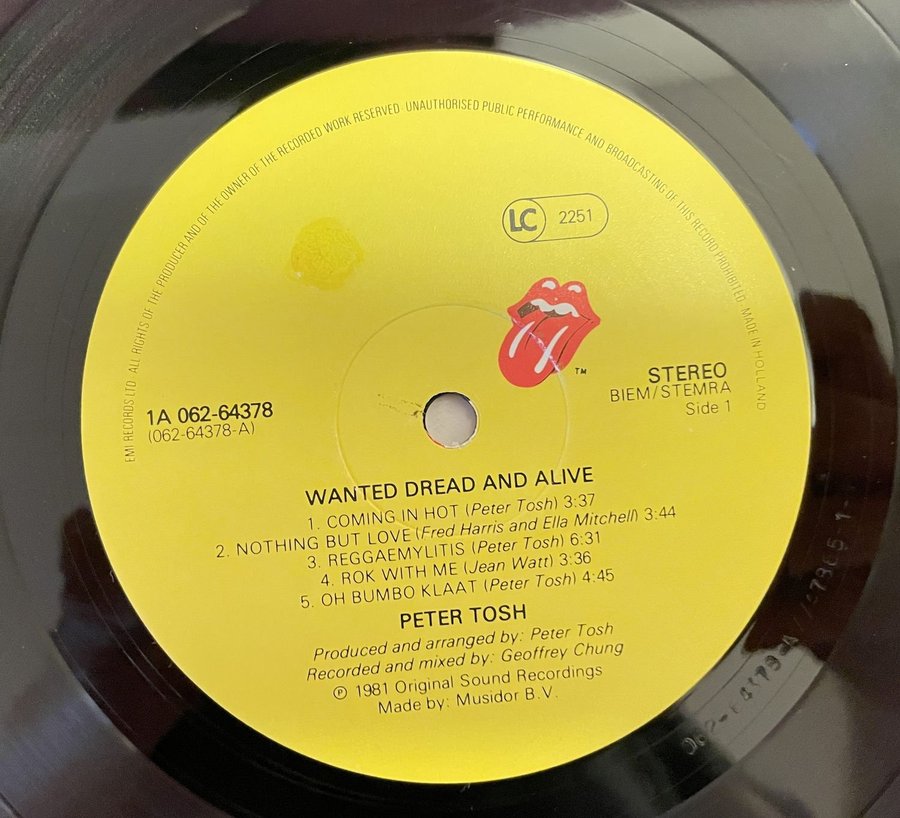 EMI RECORDS LTD ALL RIGHTS OF THE PRODUCER AND OF THE OWNER OF THE RECORDED WORK RESERVED UNAUTHORISED PUBLIC PERFORMANCE AND BROADCASTING OF THIS RECORD PROHIBITED MADE IN HOLLAND
LC 2251
TM
STEREO
BIEM/STEMRA
Side 1
1A 062-64378
(062-64378-A)
WANTED DREAD AND ALIVE
1. COMING IN HOT (Peter Tosh) 3:37
2. NOTHING BUT LOVE (Fred Harris and Ella Mitchell) 3:44
3. REGGAEMYLITIS (Peter Tosh) 6:31
4. ROK WITH ME (Jean Watt) 3:36
5. OH BUMBO KLAAT (Peter Tosh) 4:45
PETER TOSH
Produced and arranged by: Peter Tosh
Recorded and mixed by: Geoffrey Chung
℗ 1981 Original Sound Recordings
Made by: Musidor B.V.